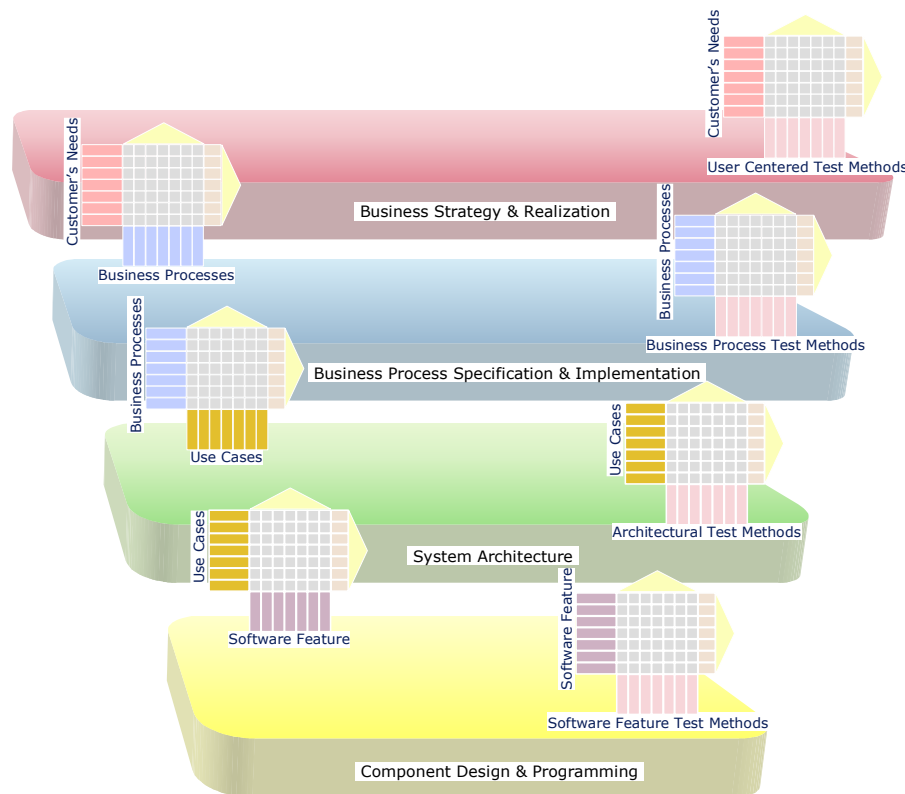 Customer's Needs
User Centered Test Methods
Customer's Needs
Business Strategy & Realization
Business Processes
Business Processes
Business Process Test Methods
Business Processes
Business Process Specification & Implementation
Use Cases
Use Cases
Architectural Test Methods
Use Cases
System Architecture
Software Feature
Software Feature
Software Feature Test Methods
Component Design & Programming